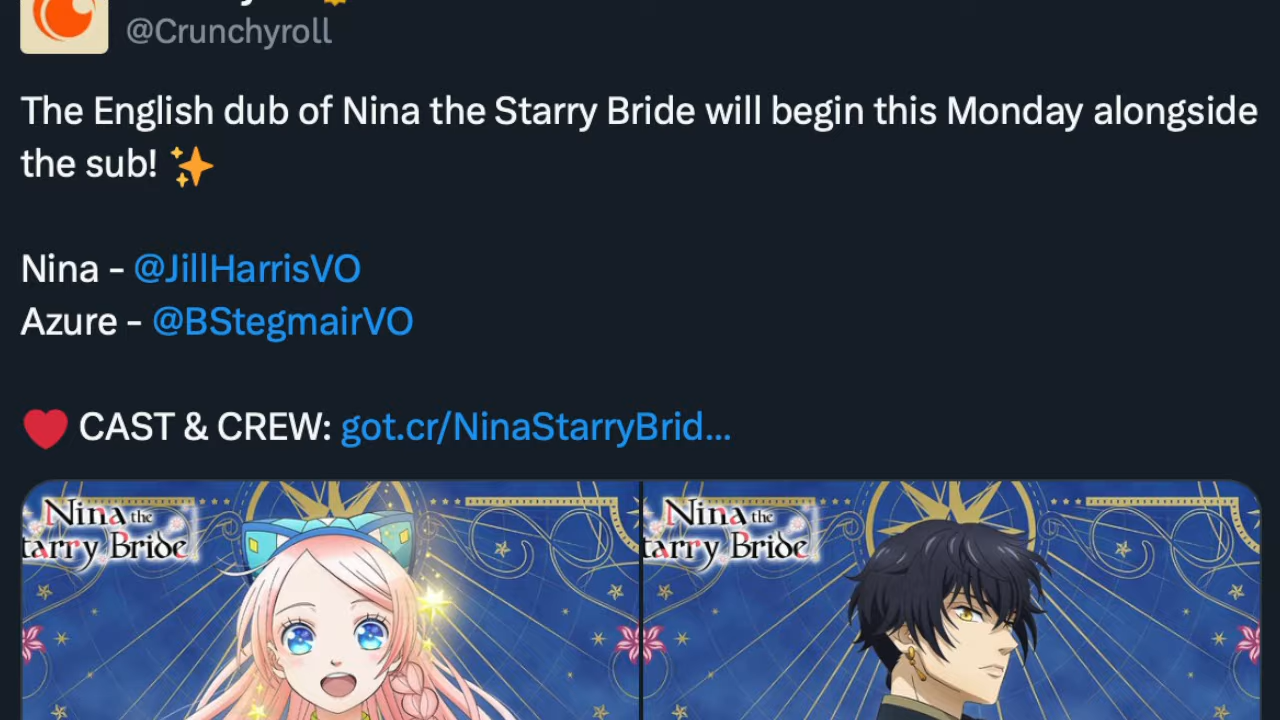 @Crunchyroll
The English dub of Nina the Starry Bride will begin this Monday alongside
the sub! ✨
Nina - @JillHarrisVO
Azure - @BStegmairVO
❤️ CAST & CREW: got.cr/NinaStarryBrid...
Nina the
tarry Bride
Nina the
tarry Bride